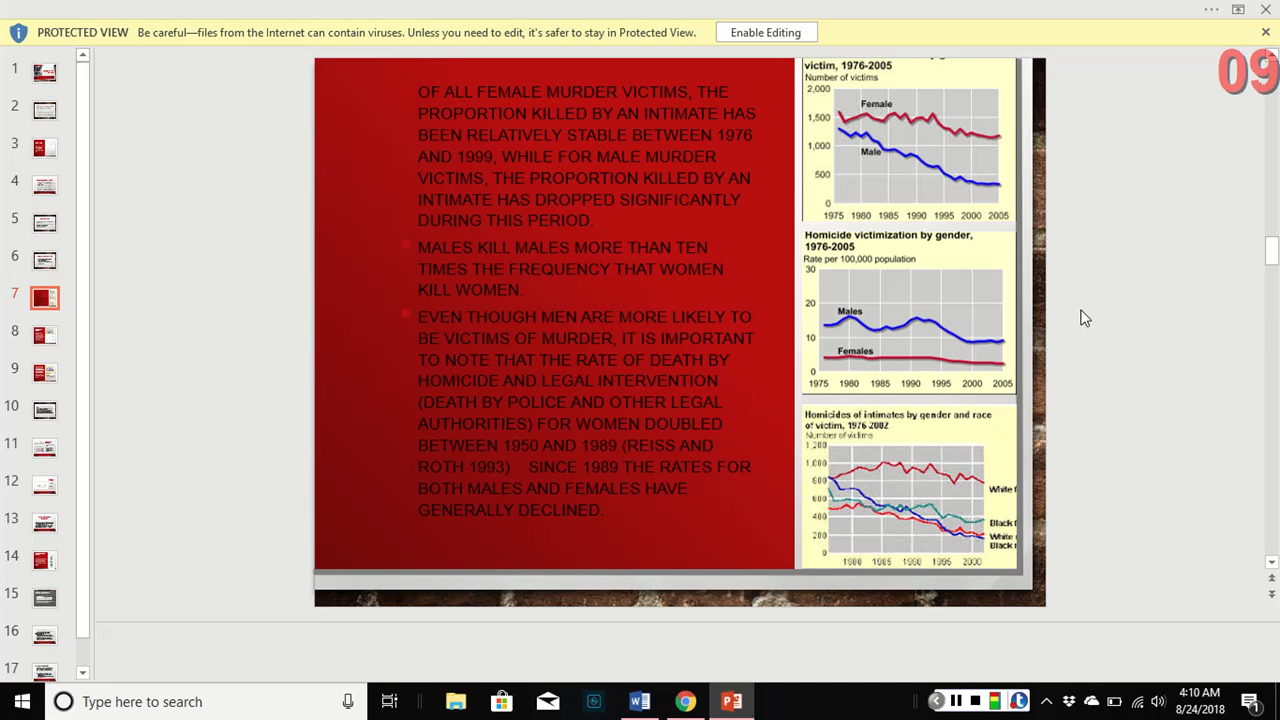 PROTECTED VIEW Be careful—files from the Internet can contain viruses. Unless you need to edit, it's safer to stay in Protected View. Enable Editing
09
1
2
3
4
5
6
7
8
9
10
11
12
13
14
15
16
17
OF ALL FEMALE MURDER VICTIMS, THE
PROPORTION KILLED BY AN INTIMATE HAS
BEEN RELATIVELY STABLE BETWEEN 1976
AND 1999, WHILE FOR MALE MURDER
VICTIMS, THE PROPORTION KILLED BY AN
INTIMATE HAS DROPPED SIGNIFICANTLY
DURING THIS PERIOD.
MALES KILL MALES MORE THAN TEN
TIMES THE FREQUENCY THAT WOMEN
KILL WOMEN.
EVEN THOUGH MEN ARE MORE LIKELY TO
BE VICTIMS OF MURDER, IT IS IMPORTANT
TO NOTE THAT THE RATE OF DEATH BY
HOMICIDE AND LEGAL INTERVENTION
(DEATH BY POLICE AND OTHER LEGAL
AUTHORITIES) FOR WOMEN DOUBLED
BETWEEN 1950 AND 1989 (REISS AND
ROTH 1993). SINCE 1989 THE RATES FOR
BOTH MALES AND FEMALES HAVE
GENERALLY DECLINED.
victim, 1976-2005
Number of victims
2,000
1,500
1,000
500
0
Female
Male
1975 1980 1985 1990 1995 2000 2005
Homicide victimization by gender,
1976-2005
Rate per 100,000 population
30
20
10
0
Males
Females
1975 1980 1985 1990 1995 2000 2005
Homicides of intimates by gender and race
of victim, 1976-2002
Number of victims
1,200
1,000
800
600
400
200
0
White f
Black f
White
Black
1980 1985 1990 1995 2000
Type here to search
4:10 AM
8/24/2018
1